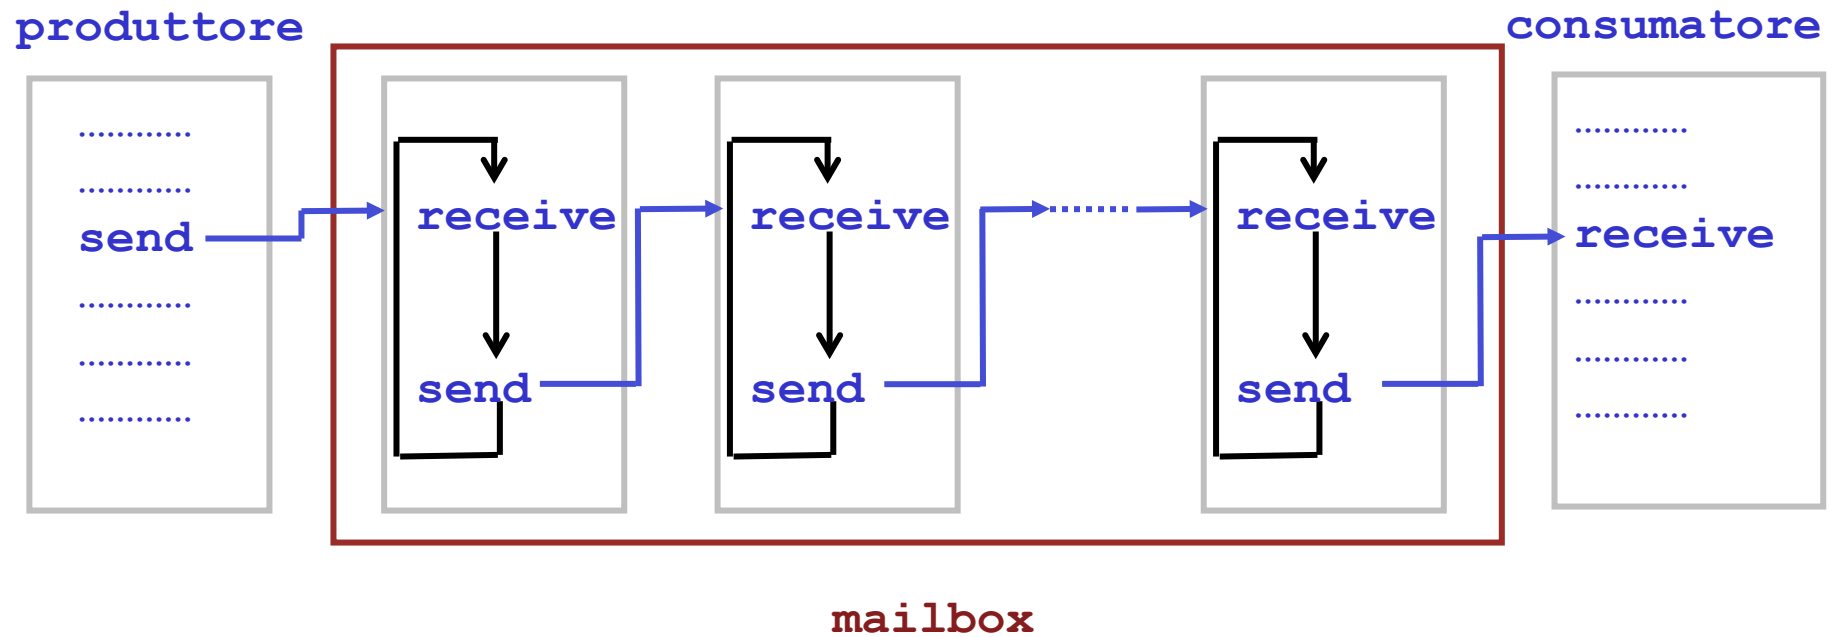 produttore
consumatore
............
............
send
............
............
............
receive
send
receive
send
receive
send
............
............
receive
............
............
............
mailbox